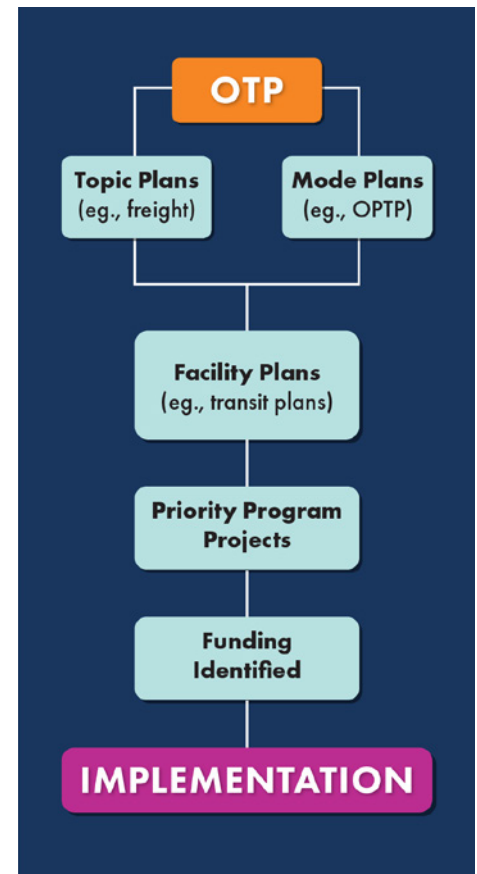 OTP
Topic Plans
(eg., freight)
Mode Plans
(eg., OPTP)
Facility Plans
(eg., transit plans)
Priority Program
Projects
Funding
Identified
IMPLEMENTATION